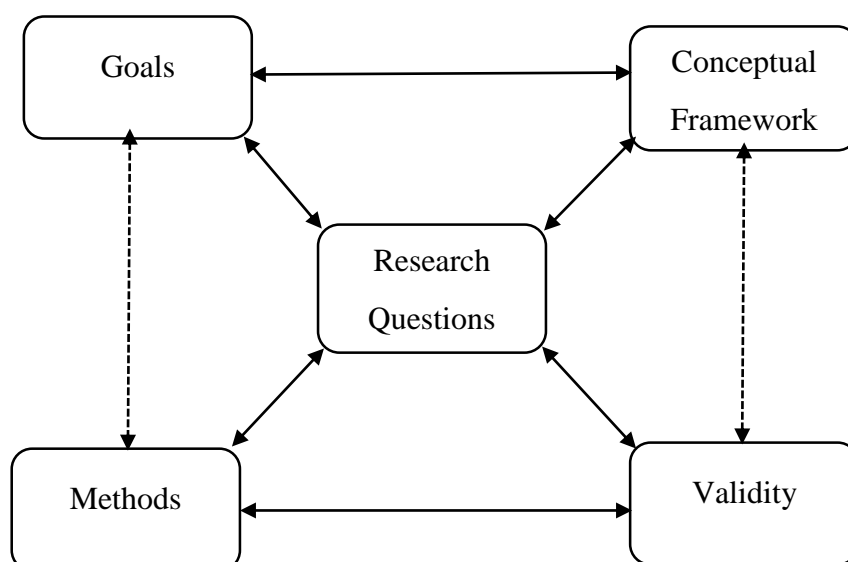 Goals
Conceptual
Framework
Research
Questions
Methods
Validity